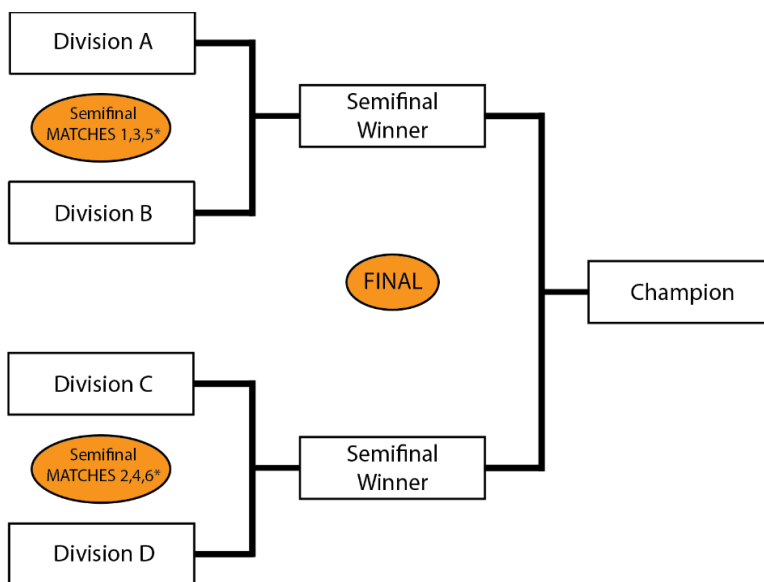 Division A
Semifinal
MATCHES 1,3,5*
Division B
Semifinal
Winner
FINAL
Champion
Division C
Semifinal
MATCHES 2,4,6*
Division D
Semifinal
Winner